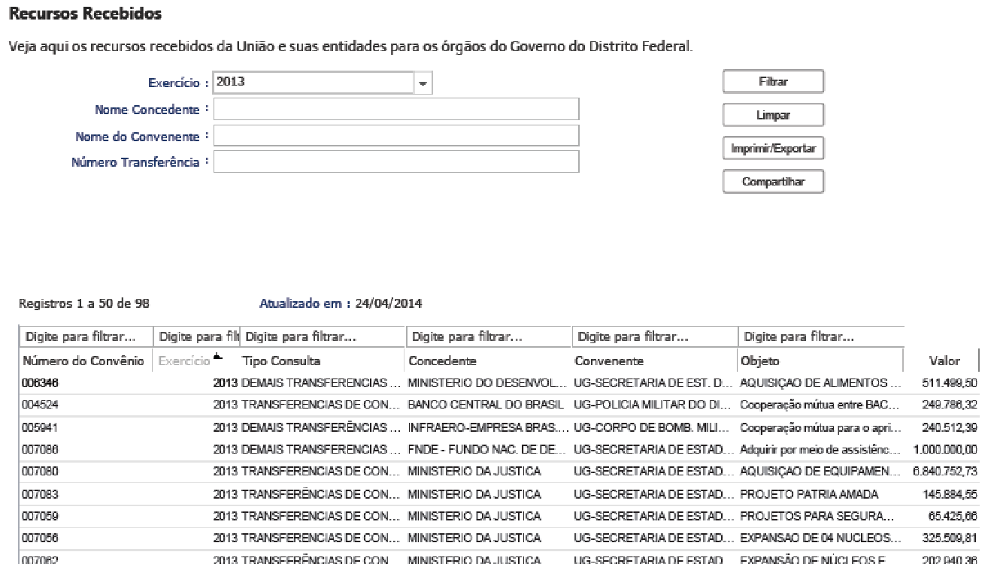 Recursos Recebidos
Veja aqui os recursos recebidos da União e suas entidades para os órgãos do Governo do Distrito Federal.
Exercício : 2013
Filtrar
Nome Concedente :
Limpar
Nome do Convenente :
Imprimir/Exportar
Número Transferência :
Compartilhar
Registros 1 a 50 de 98 Atualizado em : 24/04/2014
Digite para filtrar... Digite para filt Digite para filtrar... Digite para filtrar... Digite para filtrar... Digite para filtrar...
Número do Convênio Exercício Tipo Consulta Concedente Convenente Objeto Valor
006346 2013 DEMAIS TRANSFERENCIAS ... MINISTERIO DO DESENVOL... UG-SECRETARIA DE EST. D... AQUISIÇAO DE ALIMENTOS ... 511.499,50
004524 2013 TRANSFERENCIAS DE CON... BANCO CENTRAL DO BRASIL UG-POLICIA MILITAR DO DI... Cooperação mútua entre BAC... 249.786,32
005941 2013 DEMAIS TRANSFERÊNCIAS ... INFRAERO-EMPRESA BRAS.... UG-CORPO DE BOMB. MILI... Cooperação mútua para o apri... 240.512,39
007086 2013 DEMAIS TRANSFERENCIAS ... FNDE - FUNDO NAC. DE DE... UG-SECRETARIA DE ESTAD... Adquirir por meio de assistênc... 1.000.000,00
007080 2013 TRANSFERENCIAS DE CON... MINISTERIO DA JUSTICA UG-SECRETARIA DE ESTAD... AQUISIÇAO DE EQUIPAMEN... 6.840.752,73
007083 2013 TRANSFERÊNCIAS DE CON... MINISTERIO DA JUSTICA UG-SECRETARIA DE ESTAD... PROJETO PATRIA AMADA 145.884,55
007059 2013 TRANSFERENCIAS DE CON... MINISTERIO DA JUSTICA UG-SECRETARIA DE ESTAD... PROJETOS PARA SEGURA... 65.425,66
007056 2013 TRANSFERENCIAS DE CON... MINISTERIO DA JUSTICA UG-SECRETARIA DE ESTAD... EXPANSAO DE 04 NUCLEOS... 325.509,81
007062 2013 TRANSFERÊNCIAS DE CON... MINISTERIO DA JUSTICA UG-SECRETARIA DE ESTAD... EXPANSÃO DE NÚCLEOS E... 202.940,36